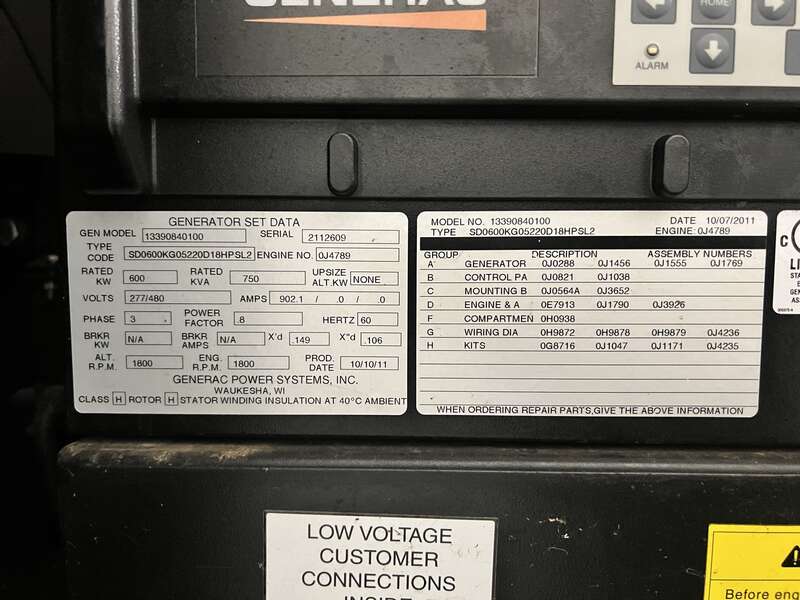 GENERAC
HOME
ALARM
GENERATOR SET DATA
GEN MODEL 13390840100 SERIAL 2112609
TYPE CODE SD0600KG05220D18HPSL2 ENGINE NO. 0J4789
RATED KW 600 RATED KVA 750 UPSIZE ALT.KW NONE
VOLTS 277/480 AMPS 902.1 / .0 / .0
PHASE 3 POWER FACTOR .8 HERTZ 60
BRKR KW N/A BRKR AMPS N/A X'd .149 X"d .106
ALT. R.P.M. 1800 ENG. R.P.M. 1800 PROD. DATE 10/10/11
GENERAC POWER SYSTEMS, INC.
WAUKESHA, WI
CLASS H ROTOR H STATOR WINDING INSULATION AT 40°C AMBIENT
MODEL NO. 13390840100 DATE 10/07/2011
TYPE SD0600KG05220D18HPSL2 ENGINE: 0J4789
GROUP DESCRIPTION ASSEMBLY NUMBERS
A GENERATOR 0J0288 0J1456 0J1555 0J1769
B CONTROL PA 0J0821 0J1038
C MOUNTING B 0J0564A 0J3652
D ENGINE & A 0E7913 0J1790 0J3926
F COMPARTMEN 0H0938
G WIRING DIA 0H9872 0H9878 0H9879 0J4236
H KITS 0G8716 0J1047 0J1171 0J4235
WHEN ORDERING REPAIR PARTS,GIVE THE ABOVE INFORMATION
LOW VOLTAGE
CUSTOMER
CONNECTIONS
INSIDE
Before eng